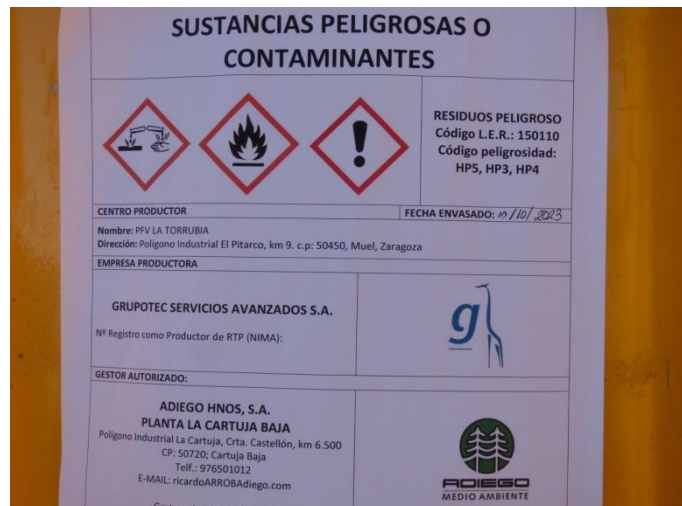 SUSTANCIAS PELIGROSAS O
CONTAMINANTES
RESIDUOS PELIGROSO
Código L.E.R.: 150110
Código peligrosidad:
HP5, HP3, HP4
CENTRO PRODUCTOR
FECHA ENVASADO: 10/10/2023
Nombre: PFV LA TORRUBIA
Dirección: Polígono Industrial El Pitarco, km 9. c.p: 50450, Muel, Zaragoza
EMPRESA PRODUCTORA
GRUPOTEC SERVICIOS AVANZADOS S.A.
Nº Registro como Productor de RTP (NIMA):
g
GESTOR AUTORIZADO:
ADIEGO HNOS, S.A.
PLANTA LA CARTUJA BAJA
Polígono Industrial La Cartuja, Crta. Castellón, km 6.500
CP: 50720; Cartuja Baja
Telf.: 976501012
E-MAIL: ricardoARROBAdiego.com
ADIEGO
MEDIO AMBIENTE